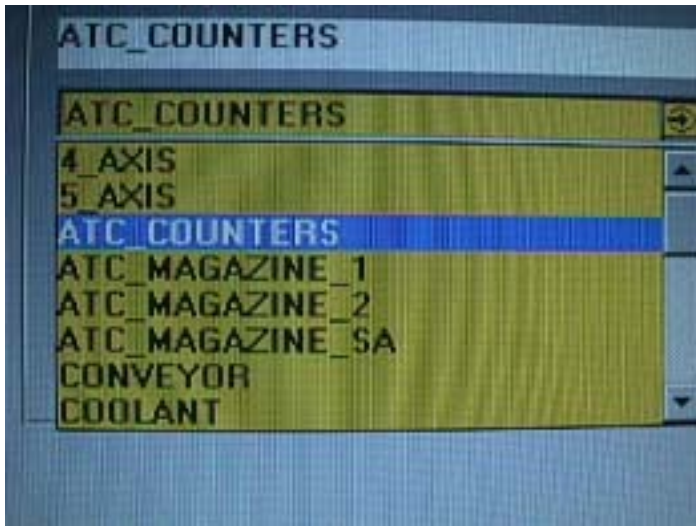 ATC_COUNTERS
ATC_COUNTERS
4_AXIS
5_AXIS
ATC_COUNTERS
ATC_MAGAZINE_1
ATC_MAGAZINE_2
ATC_MAGAZINE_SA
CONVEYOR
COOLANT